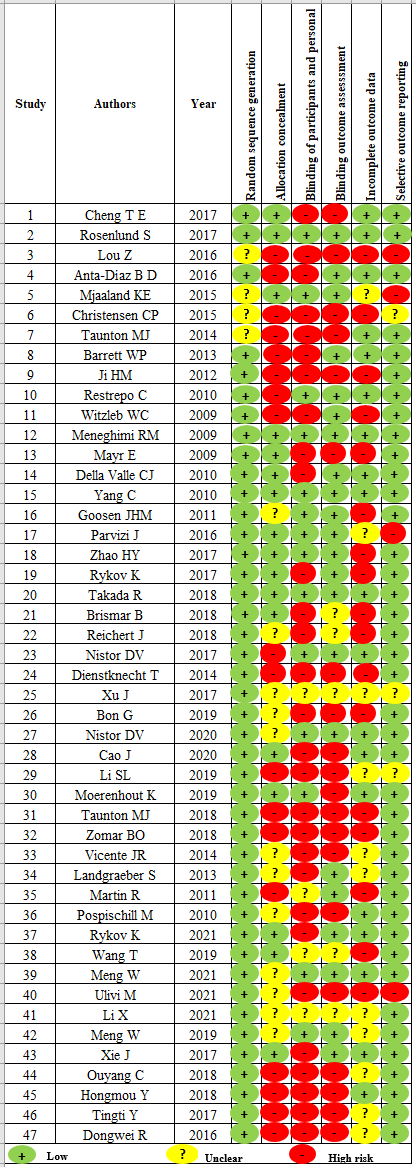 Study Authors Year Random sequence generation Allocation concealment Blinding of participants and personal Blinding outcome assesssment Incomplete outcome data Selective outcome reporting
1 Cheng T E 2017 + + - - + +
2 Rosenlund S 2017 + + + + + +
3 Lou Z 2016 ? - - - - -
4 Anta-Diaz B D 2016 + - - + + +
5 Mjaaland KE 2015 ? + + + ? -
6 Christensen CP 2015 ? - - - - ?
7 Taunton MJ 2014 ? - - - + +
8 Barrett WP 2013 + - - + + +
9 Ji HM 2012 + - - - - +
10 Restrepo C 2010 + - + + + +
11 Witzleb WC 2009 + - - + - +
12 Meneghimi RM 2009 + + + + + +
13 Mayr E 2009 + + - - - +
14 Della Valle CJ 2010 + + - + + +
15 Yang C 2010 + + + + + +
16 Goosen JHM 2011 + ? + + - +
17 Parvizi J 2016 + + + + ? -
18 Zhao HY 2017 + + + + - +
19 Rykov K 2017 + + - + - +
20 Takada R 2018 + + + + + +
21 Brismar B 2018 + + - ? - +
22 Reichert J 2018 + ? - ? - +
23 Nistor DV 2017 + - + + + +
24 Dienstknecht T 2014 + - - - - +
25 Xu J 2017 + ? ? ? ? ?
26 Bon G 2019 + ? - - - +
27 Nistor DV 2020 + ? + + + +
28 Cao J 2020 + + - - + +
29 Li SL 2019 + - - - ? ?
30 Moerenhout K 2019 + + + - + +
31 Taunton MJ 2018 + - - - - +
32 Zomar BO 2018 + - - - - +
33 Vicente JR 2014 + ? - - ? +
34 Landgraeber S 2013 + ? - + ? +
35 Martin R 2011 + - ? + - +
36 Pospischill M 2010 + ? - - + +
37 Rykov K 2021 + + - + + +
38 Wang T 2019 + + ? ? - +
39 Meng W 2021 + ? + + + +
40 Ulivi M 2021 + ? - - - -
41 Li X 2021 + ? ? ? ? +
42 Meng W 2019 + ? + + ? +
43 Xie J 2017 + + - + + +
44 Ouyang C 2018 + - - - ? +
45 Hongmou Y 2018 + - - - + +
46 Tingti Y 2017 + - - - ? +
47 Dongwei R 2016 + - - - ? +
+ Low ? Unclear - High risk